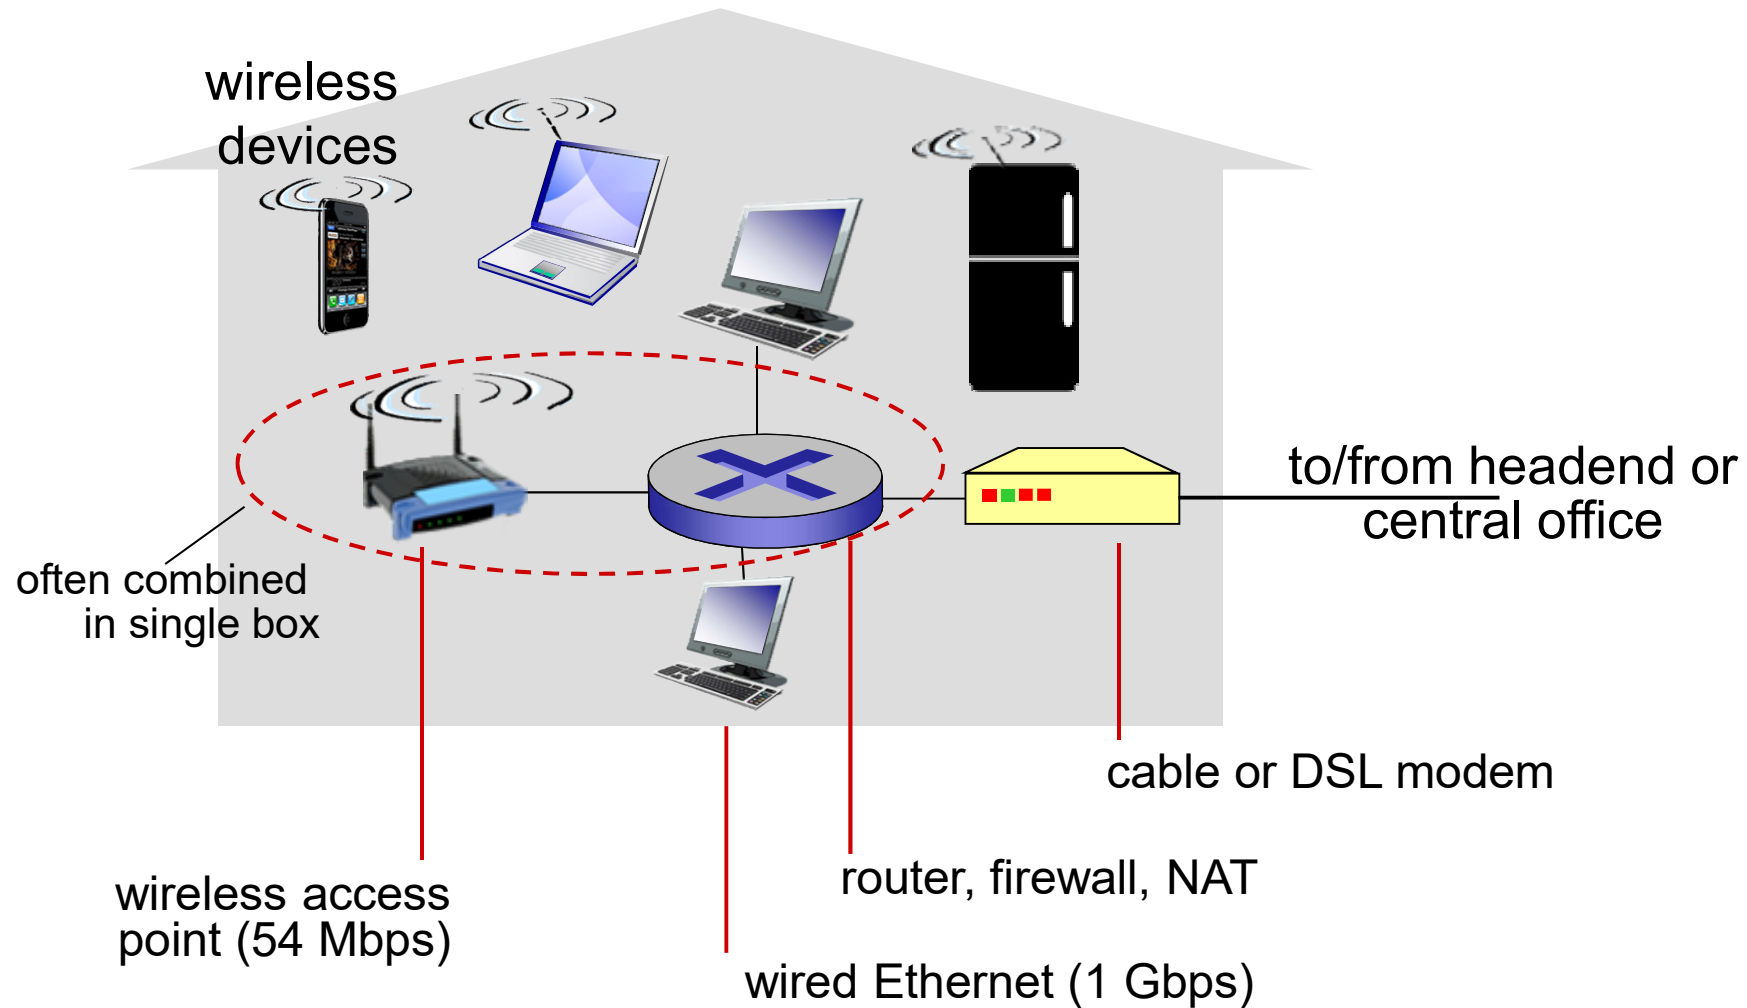 wireless
devices
to/from headend or
central office
often combined
in single box
cable or DSL modem
router, firewall, NAT
wireless access
point (54 Mbps)
wired Ethernet (1 Gbps)